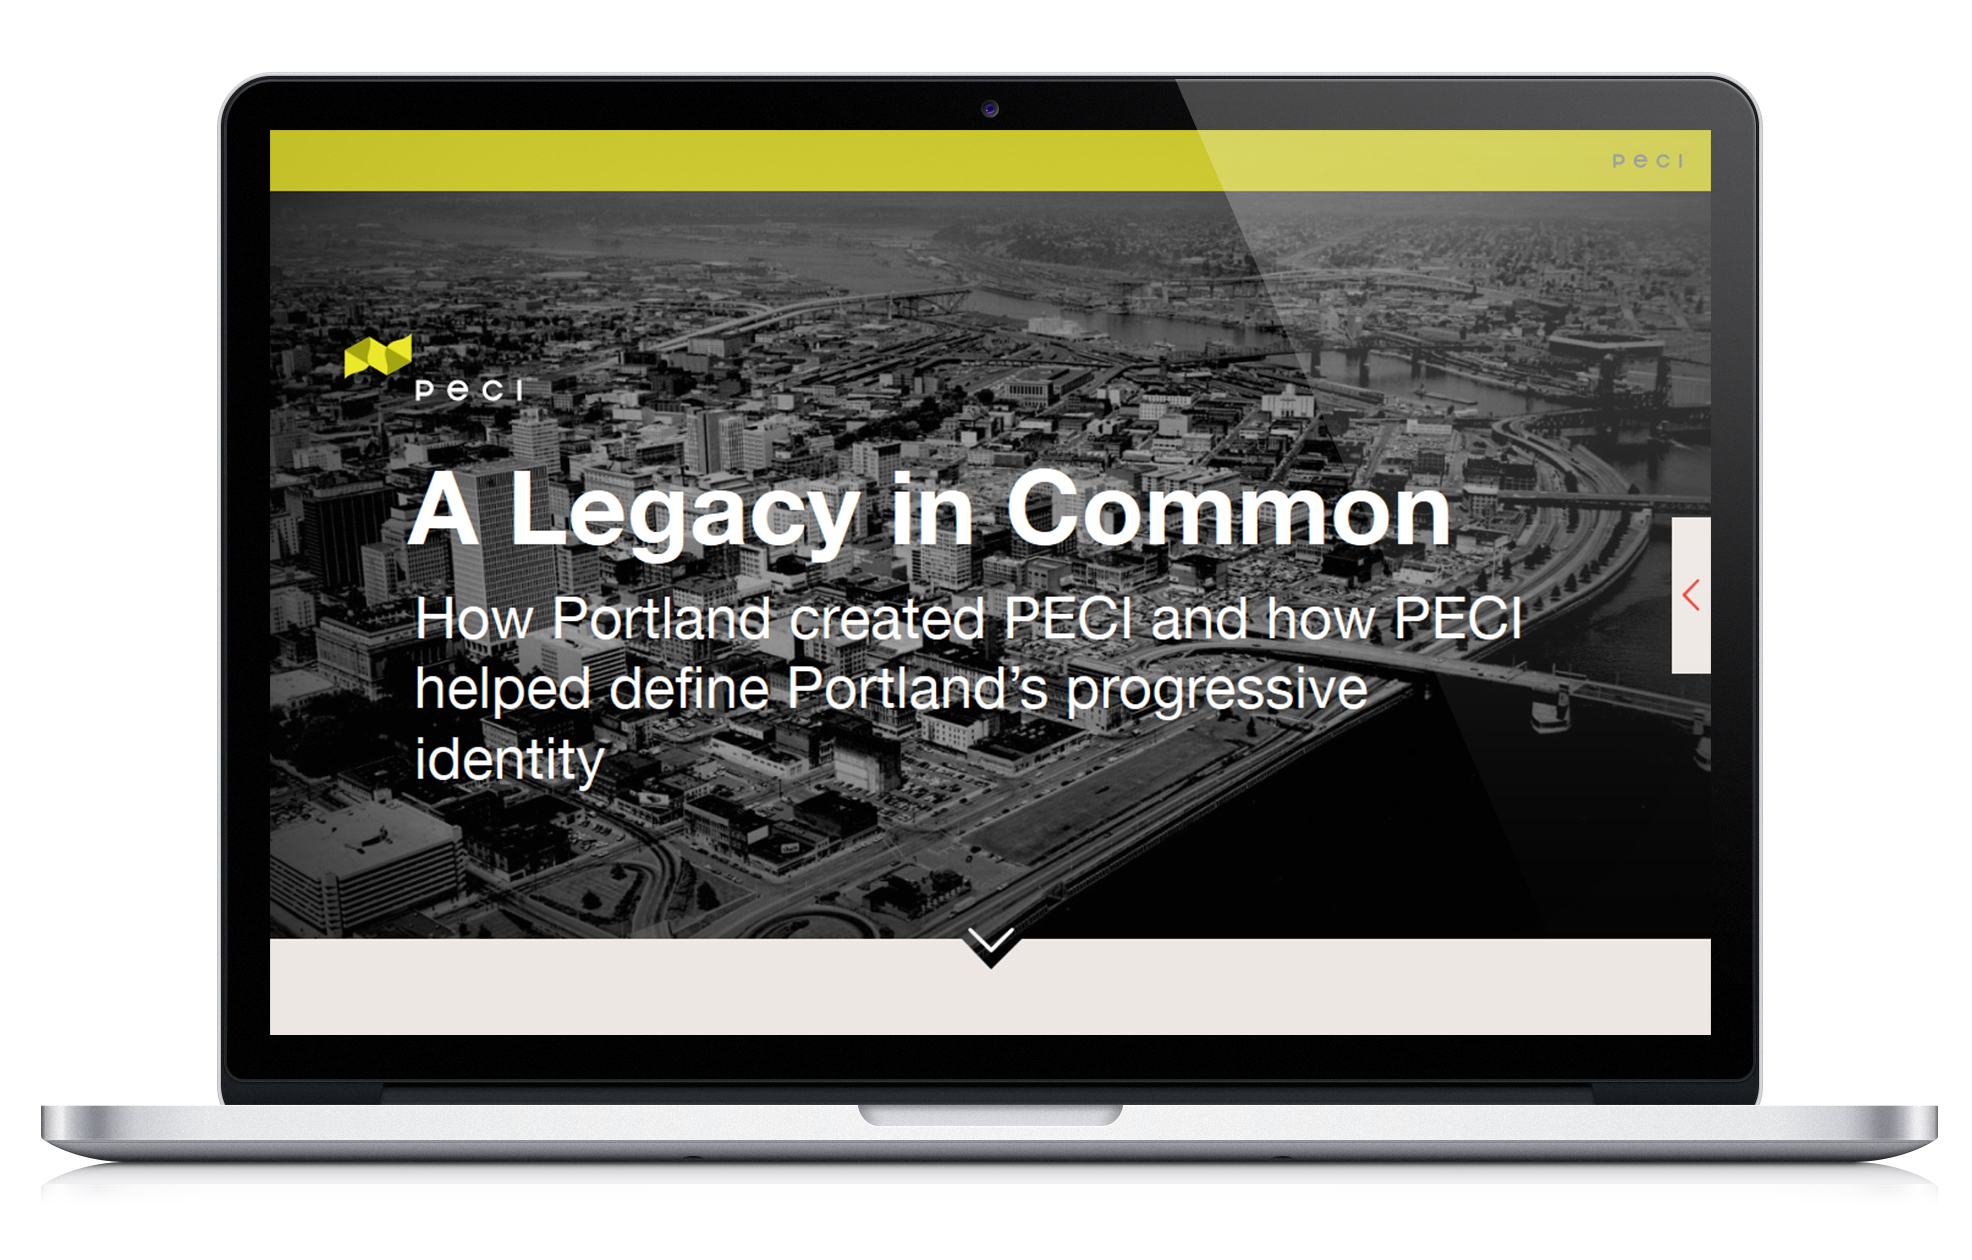 peci
peci
A Legacy in Common
How Portland created PECI and how PECI
helped define Portland’s progressive
identity